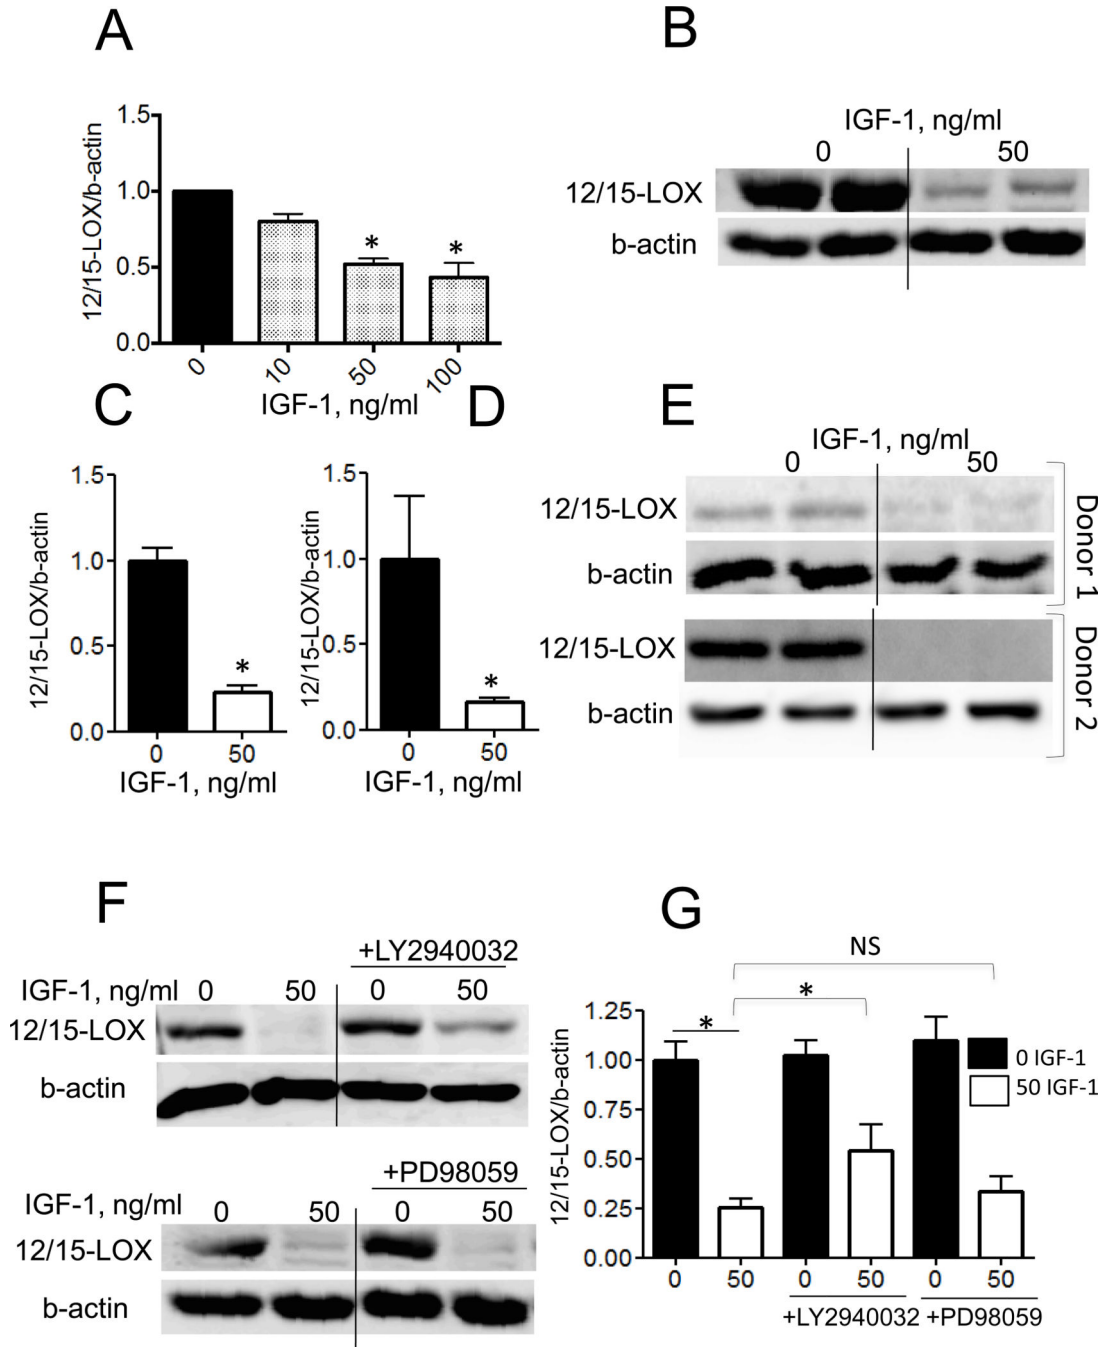 A
12/15-LOX/b-actin
1.5
1.0
0.5
0.0
*
*
0
10
50
100
IGF-1, ng/ml
B
IGF-1, ng/ml
0
50
12/15-LOX
b-actin
C
12/15-LOX/b-actin
1.5
1.0
0.5
0.0
*
0
50
IGF-1, ng/ml
D
12/15-LOX/b-actin
1.5
1.0
0.5
0.0
*
0
50
IGF-1, ng/ml
E
IGF-1, ng/ml
0
50
12/15-LOX
b-actin
Donor 1
12/15-LOX
b-actin
Donor 2
F
+LY2940032
IGF-1, ng/ml 0 50 0 50
12/15-LOX
b-actin
+PD98059
IGF-1, ng/ml 0 50 0 50
12/15-LOX
b-actin
G
NS
*
*
12/15-LOX/b-actin
1.25
1.00
0.75
0.50
0.25
0.00
0 IGF-1
50 IGF-1
0 50 0 50 0 50
+LY2940032 +PD98059